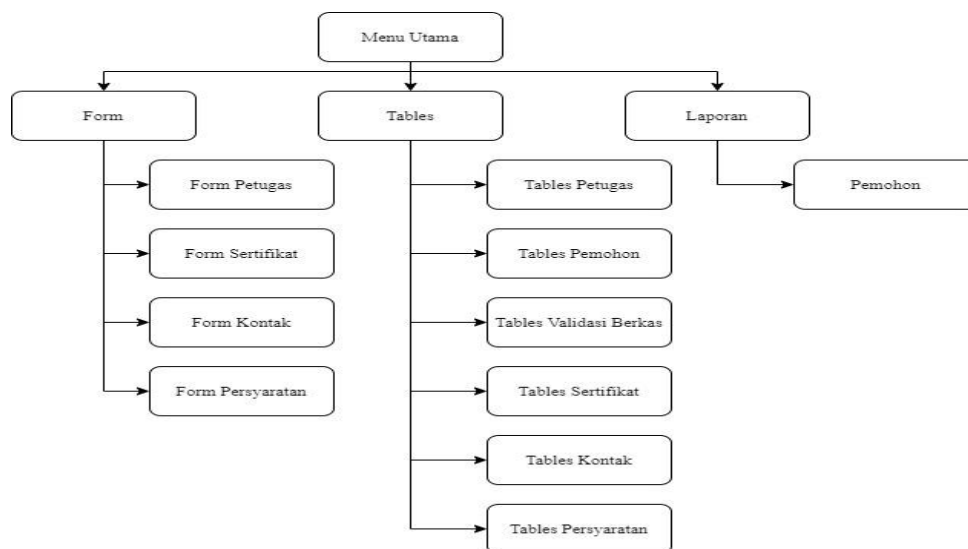 Menu Utama
Form
Tables
Laporan
Form Petugas
Form Sertifikat
Form Kontak
Form Persyaratan
Tables Petugas
Tables Pemohon
Tables Validasi Berkas
Tables Sertifikat
Tables Kontak
Tables Persyaratan
Pemohon